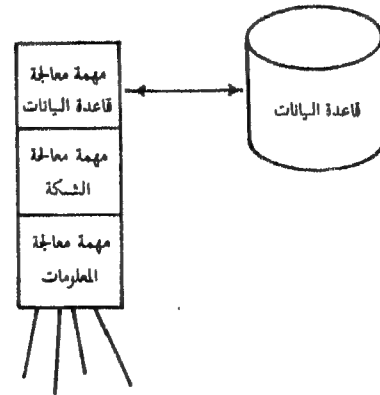 مهمة معالجة
قاعدة البيانات
قاعدة البيانات
مهمة معالجة
الشبكة
مهمة معالجة
المعلومات